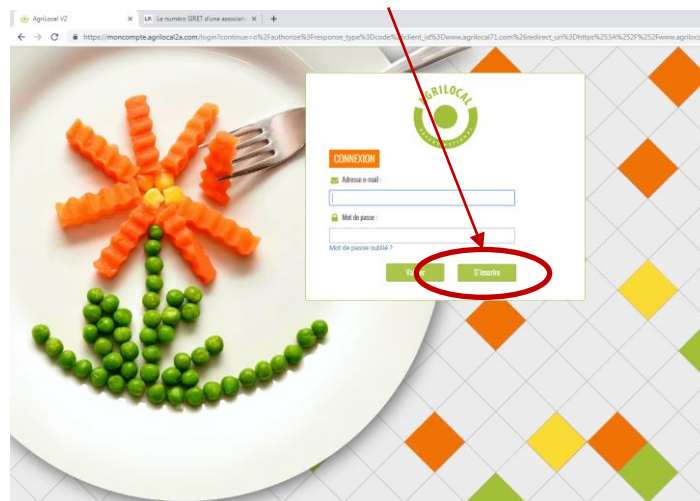 AgriLocal V2
LP Le numéro SIRET d'une associati
https://moncompte.agrilocal2a.com/login?continue=o%2Fauthorize%3Fresponse_type%3Dcode%26client_id%3Dwww.agrilocal71.com%26redirect_uri%3Dhttps%253A%252F%252Fwww.agriloc
AGRILOCAL
CONNEXION
Adresse e-mail :
Mot de passe :
Mot de passe oublié ?
Valider S'inscrire